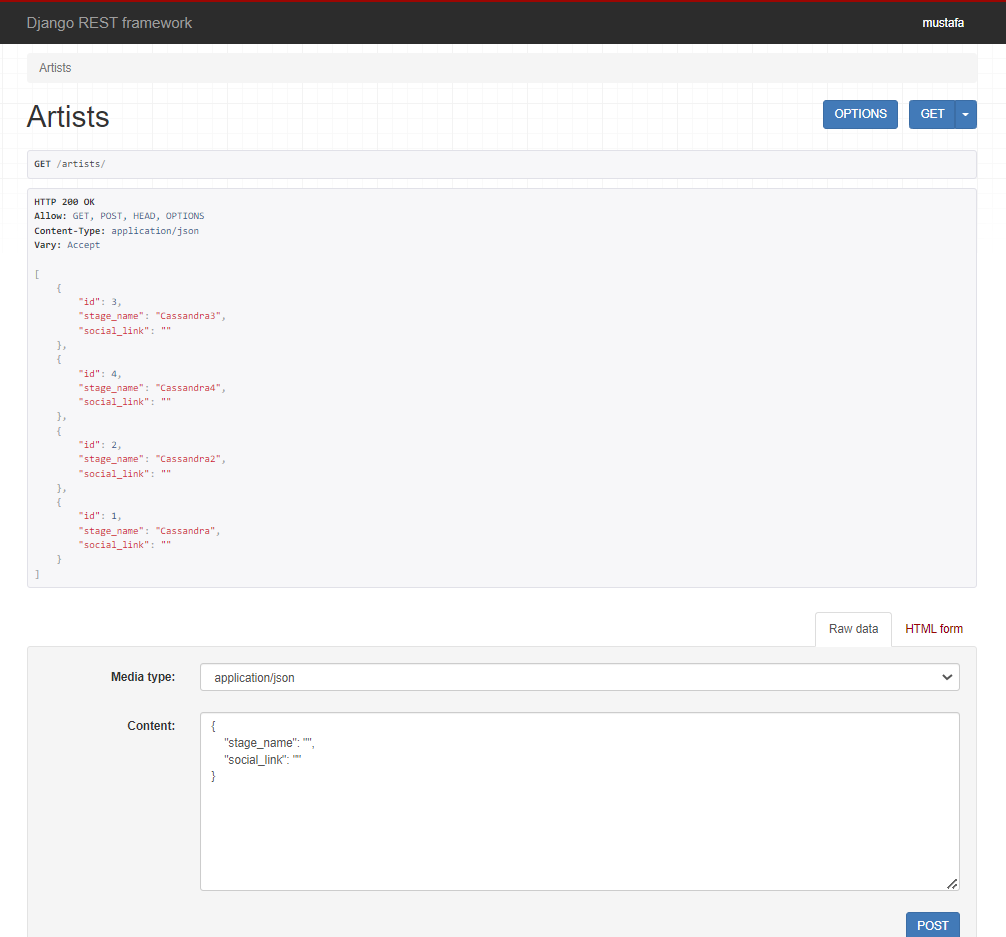 Django REST framework
mustafa
Artists
Artists
OPTIONS
GET
GET /artists/
HTTP 200 OK
Allow: GET, POST, HEAD, OPTIONS
Content-Type: application/json
Vary: Accept
[
    {
        "id": 3,
        "stage_name": "Cassandra3",
        "social_link": ""
    },
    {
        "id": 4,
        "stage_name": "Cassandra4",
        "social_link": ""
    },
    {
        "id": 2,
        "stage_name": "Cassandra2",
        "social_link": ""
    },
    {
        "id": 1,
        "stage_name": "Cassandra",
        "social_link": ""
    }
]
Raw data
HTML form
Media type:
application/json
Content:
{
    "stage_name": "",
    "social_link": ""
}
POST